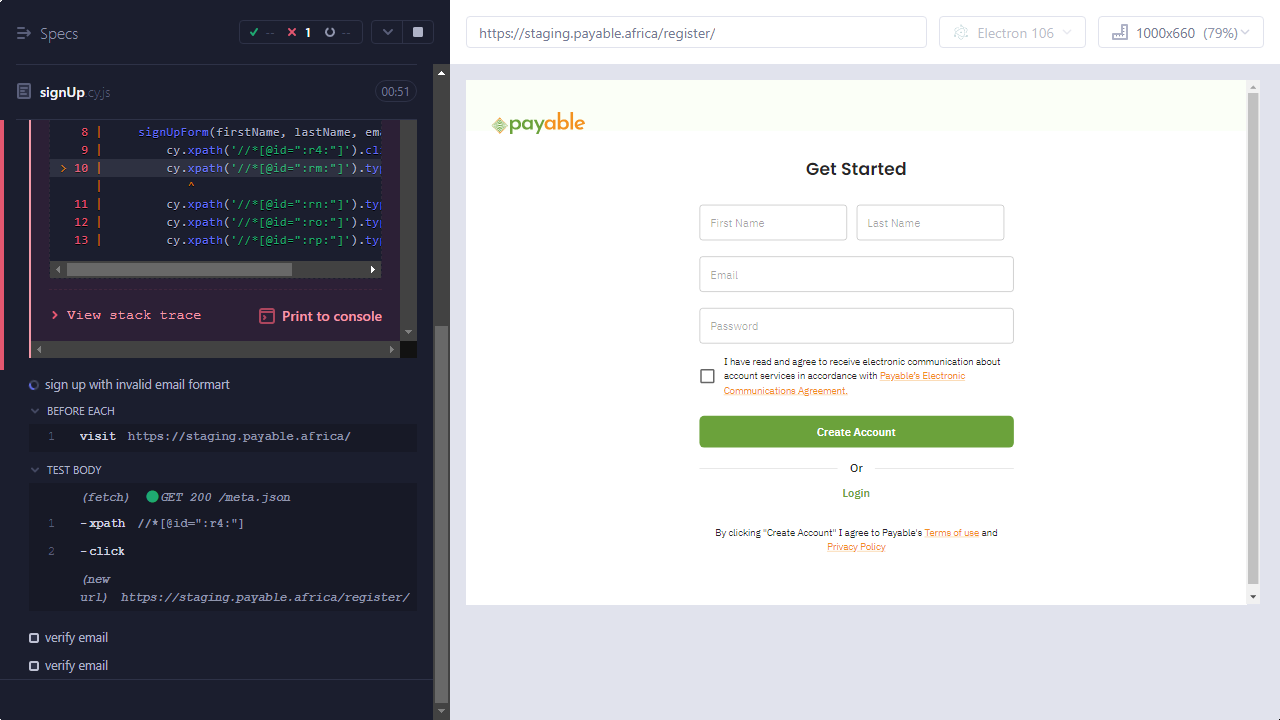 Specs
-- 1 --
signUp.cy.js
00:51
8 | signUpForm(firstName, lastName, ema
9 | cy.xpath('//*[@id=":r4:"]').cli
> 10 | cy.xpath('//*[@id=":rm:"]').typ
| ^
11 | cy.xpath('//*[@id=":rn:"]').typ
12 | cy.xpath('//*[@id=":ro:"]').typ
13 | cy.xpath('//*[@id=":rp:"]').typ
> View stack trace
Print to console
sign up with invalid email formart
BEFORE EACH
1 visit https://staging.payable.africa/
TEST BODY
(fetch) GET 200 /meta.json
1 -xpath //*[@id=":r4:"]
2 -click
(new
url) https://staging.payable.africa/register/
verify email
verify email
https://staging.payable.africa/register/
Electron 106
1000x660 (79%)
payable
Get Started
First Name
Last Name
Email
Password
I have read and agree to receive electronic communication about
account services in accordance with Payable's Electronic
Communications Agreement.
Create Account
Or
Login
By clicking "Create Account" I agree to Payable's Terms of use and
Privacy Policy